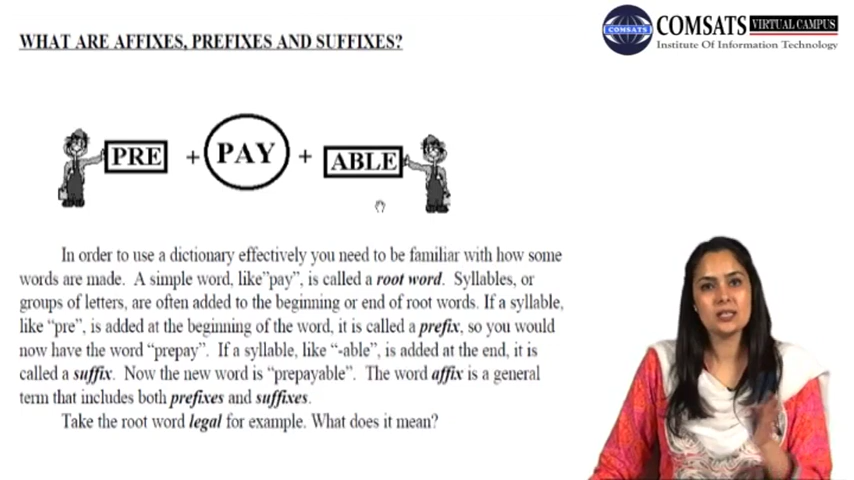 WHAT ARE AFFIXES, PREFIXES AND SUFFIXES?
COMSATS
COMSATS VIRTUAL CAMPUS
Institute Of Information Technology
PRE + PAY + ABLE
In order to use a dictionary effectively you need to be familiar with how some
words are made. A simple word, like"pay", is called a root word. Syllables, or
groups of letters, are often added to the beginning or end of root words. If a syllable,
like "pre", is added at the beginning of the word, it is called a prefix, so you would
now have the word "prepay". If a syllable, like "-able", is added at the end, it is
called a suffix. Now the new word is "prepayable". The word affix is a general
term that includes both prefixes and suffixes.
Take the root word legal for example. What does it mean?